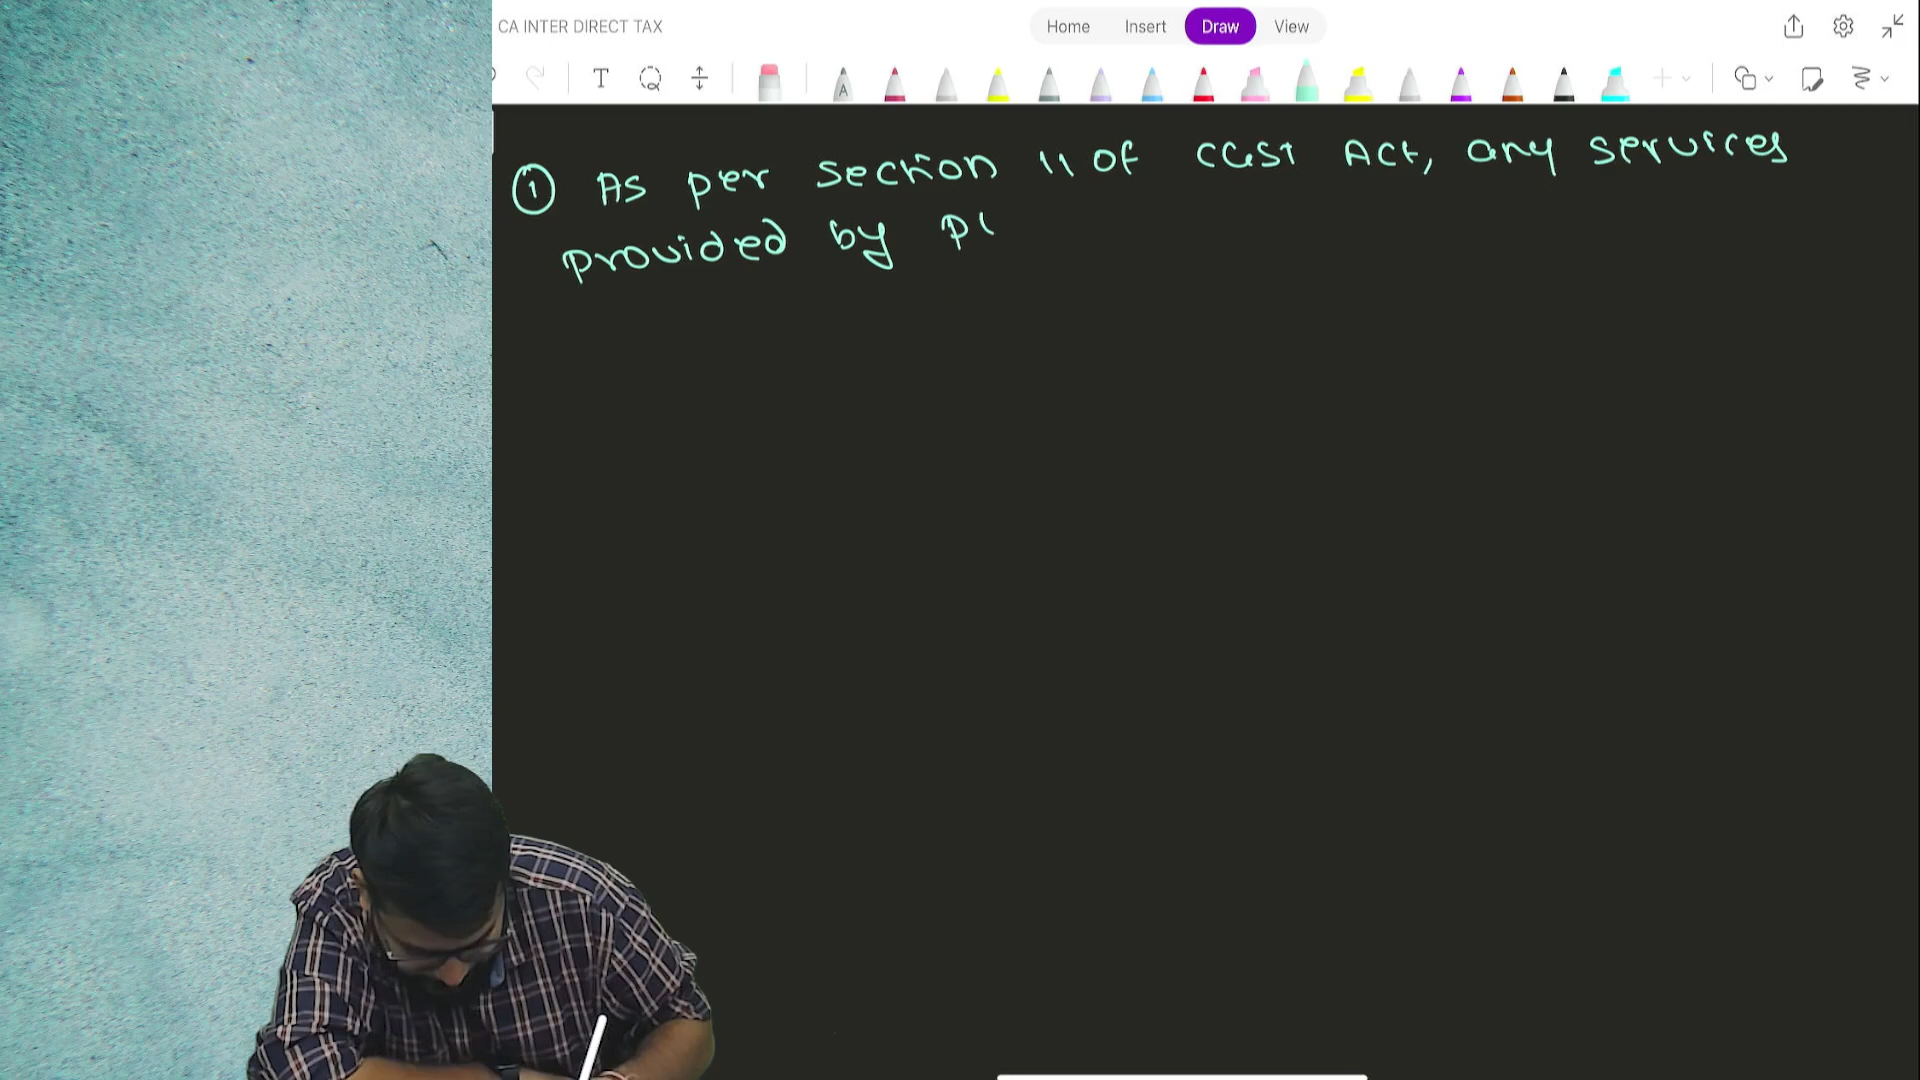 CA INTER DIRECT TAX
Home Insert Draw View
T
A
① As per section 11 of CGST Act, any services
provided by